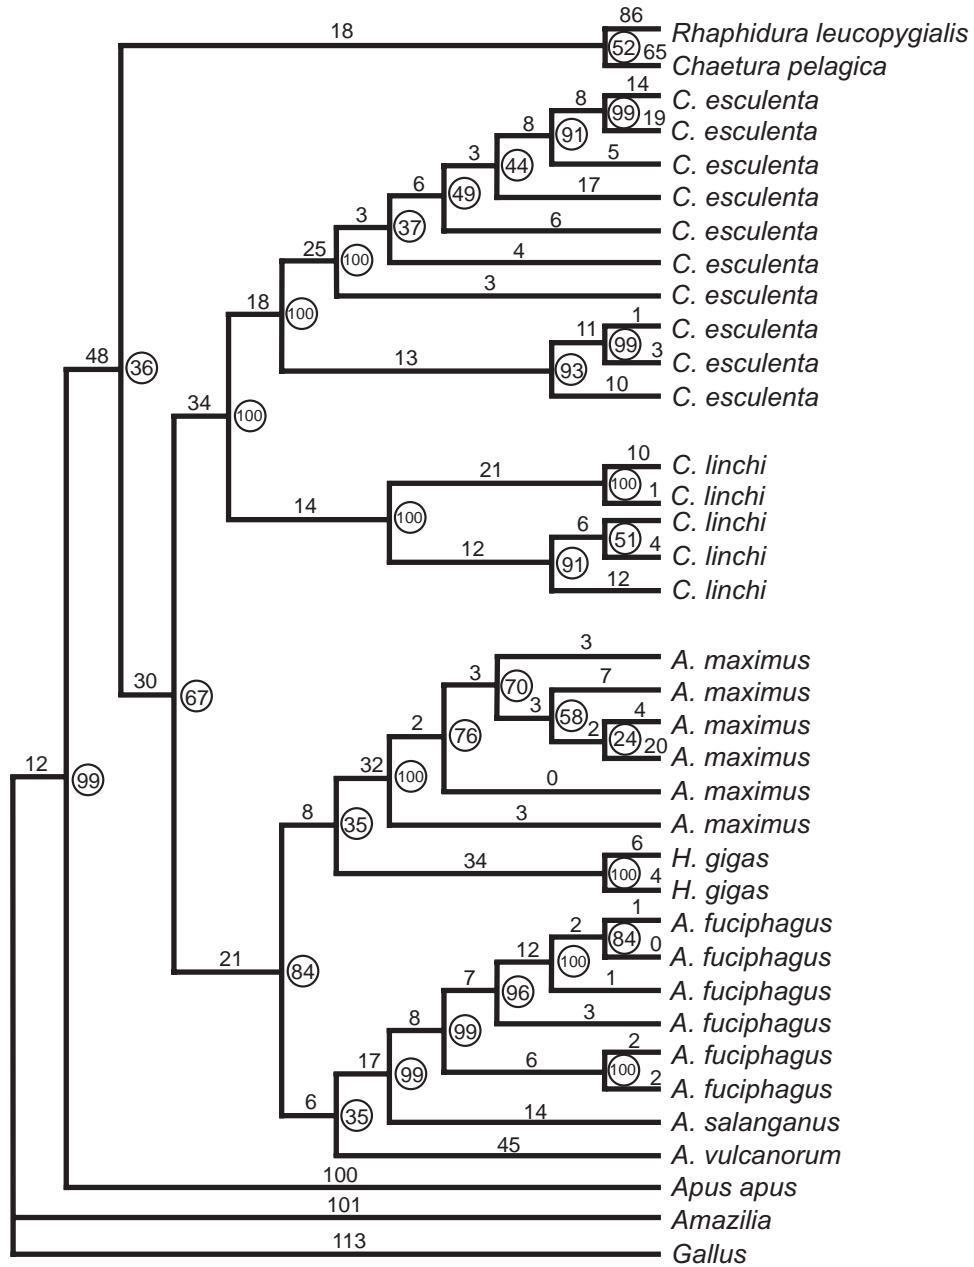 86
18
Rhaphidura leucopygialis
52 65
Chaetura pelagica
14
8
C. esculenta
99 19
8
C. esculenta
91
3
5
C. esculenta
44
6
17
C. esculenta
49
3
6
C. esculenta
37
25
4
C. esculenta
100
3
C. esculenta
18
1
100
11
C. esculenta
99 3
48
13
C. esculenta
36
93
10
C. esculenta
34
100
10
21
C. linchi
100 1
C. linchi
14
C. linchi
100
6
51 4
12
C. linchi
91
12
C. linchi
3
A. maximus
30
3
70
7
A. maximus
67
3
58
4
2
A. maximus
76
2
24 20
12
32
A. maximus
99
100
0
A. maximus
8
3
A. maximus
35
6
34
H. gigas
100 4
H. gigas
1
2
A. fuciphagus
84 0
21
12
A. fuciphagus
84
100
7
1
A. fuciphagus
96
8
3
A. fuciphagus
99
2
17
6
A. fuciphagus
99
100 2
A. fuciphagus
6
14
A. salanganus
35
45
A. vulcanorum
100
Apus apus
101
Amazilia
113
Gallus